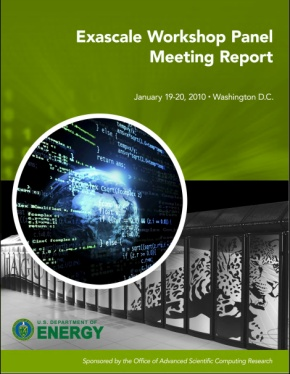 Exascale Workshop Panel
Meeting Report
January 19-20, 2010 • Washington D.C.
U.S. DEPARTMENT OF
ENERGY
Sponsored by the Office of Advanced Scientific Computing Research